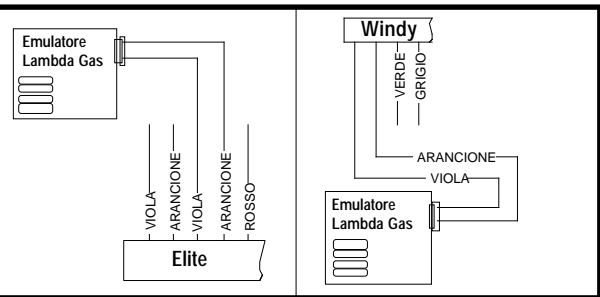 Emulatore
Lambda Gas
VIOLA
ARANCIONE
VIOLA
ARANCIONE
ROSSO
Elite
Windy
VERDE
GRIGIO
ARANCIONE
VIOLA
Emulatore
Lambda Gas